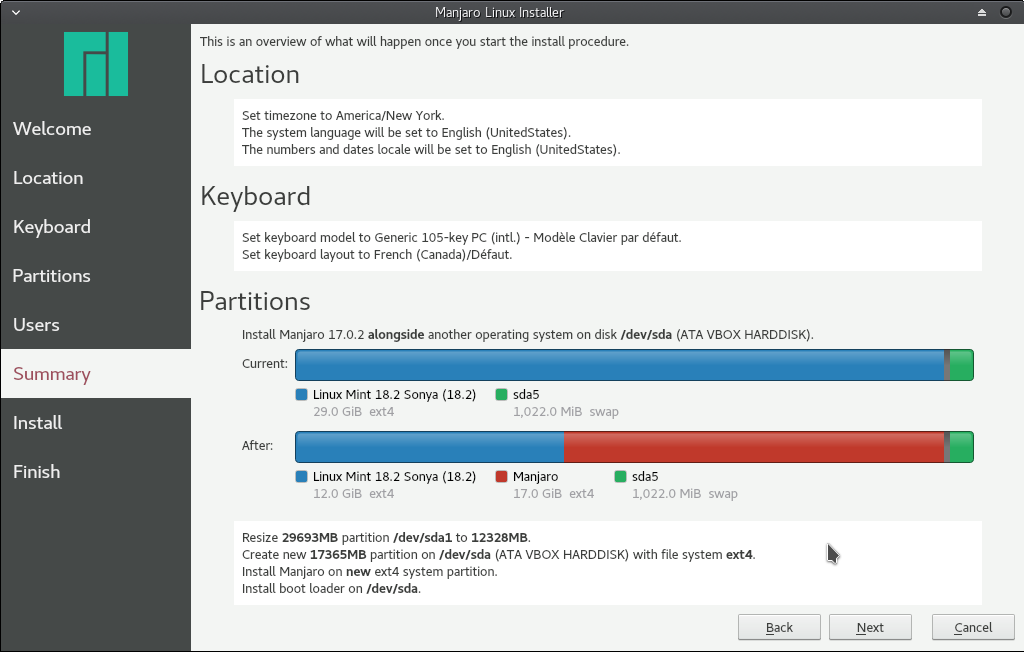 Manjaro Linux Installer
Welcome
Location
Keyboard
Partitions
Users
Summary
Install
Finish
This is an overview of what will happen once you start the install procedure.
Location
Set timezone to America/New York.
The system language will be set to English (UnitedStates).
The numbers and dates locale will be set to English (UnitedStates).
Keyboard
Set keyboard model to Generic 105-key PC (intl.) - Modèle Clavier par défaut.
Set keyboard layout to French (Canada)/Défaut.
Partitions
Install Manjaro 17.0.2 alongside another operating system on disk /dev/sda (ATA VBOX HARDDISK).
Current:
Linux Mint 18.2 Sonya (18.2) sda5
29.0 GiB ext4 1,022.0 MiB swap
After:
Linux Mint 18.2 Sonya (18.2) Manjaro sda5
12.0 GiB ext4 17.0 GiB ext4 1,022.0 MiB swap
Resize 29693MB partition /dev/sda1 to 12328MB.
Create new 17365MB partition on /dev/sda (ATA VBOX HARDDISK) with file system ext4.
Install Manjaro on new ext4 system partition.
Install boot loader on /dev/sda.
Back Next Cancel